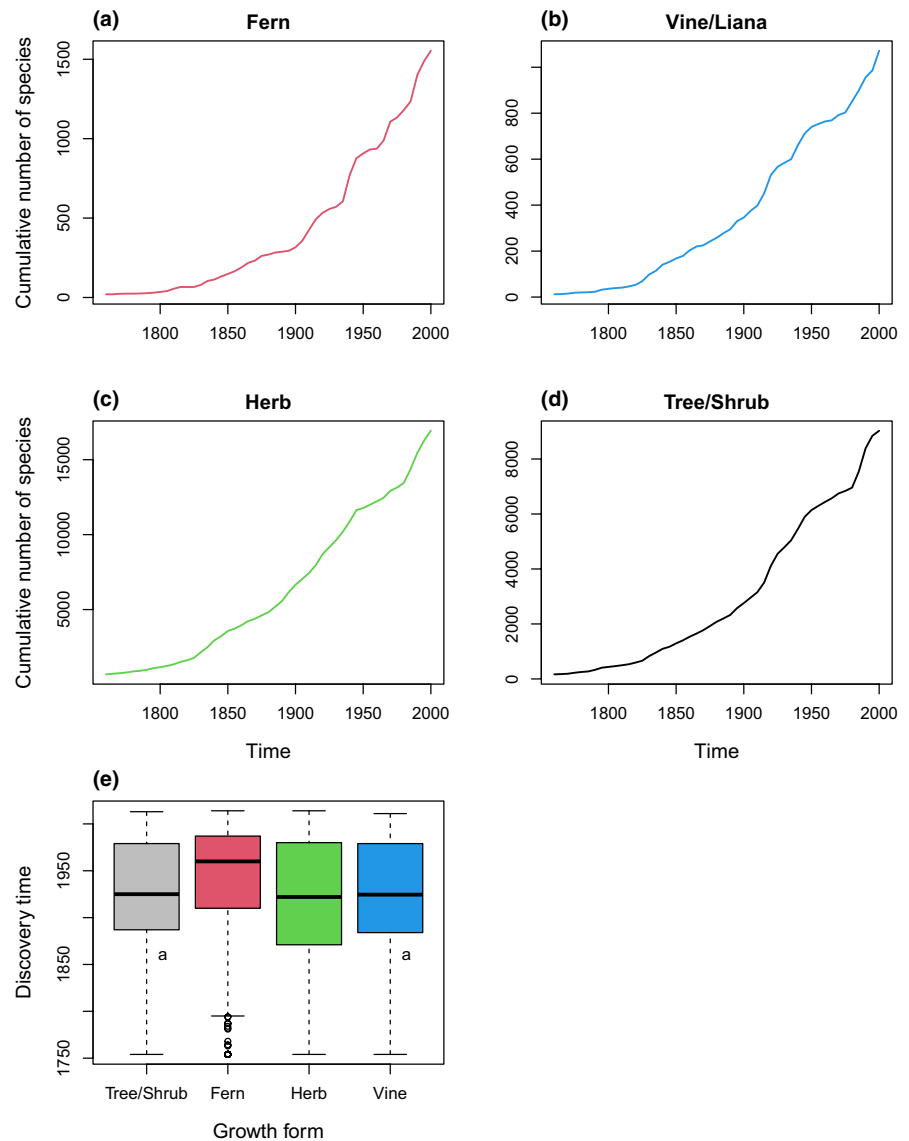 (a) Fern
Cumulative number of species
1500
1000
500
0
1800 1850 1900 1950 2000
(b) Vine/Liana
800
600
400
200
0
1800 1850 1900 1950 2000
(c) Herb
Cumulative number of species
15000
10000
5000
1800 1850 1900 1950 2000
Time
(d) Tree/Shrub
8000
6000
4000
2000
0
1800 1850 1900 1950 2000
Time
(e)
Discovery time
1950
1850
1750
a a
Tree/Shrub Fern Herb Vine
Growth form